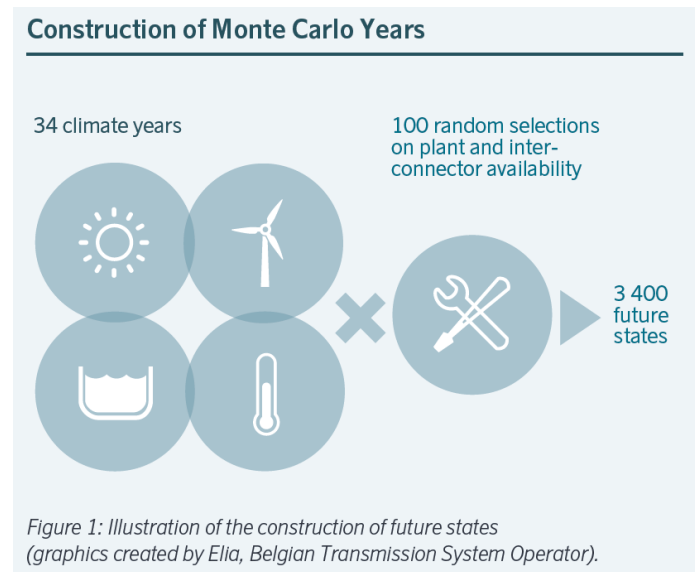 Construction of Monte Carlo Years
34 climate years
100 random selections
on plant and inter-
connector availability
3 400
future
states
Figure 1: Illustration of the construction of future states
(graphics created by Elia, Belgian Transmission System Operator).